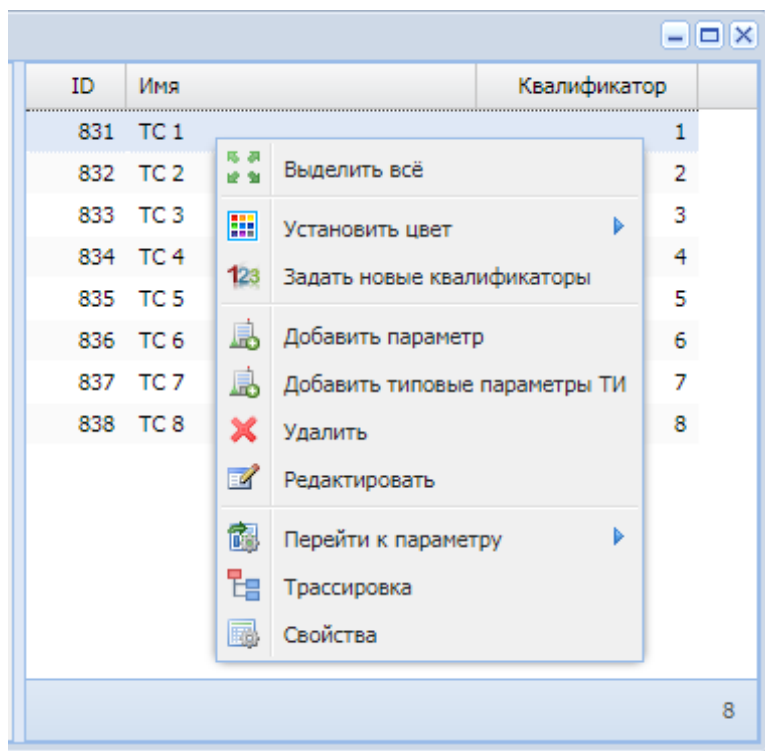 ID Имя Квалификатор
831 ТС 1 1
832 ТС 2 2
833 ТС 3 3
834 ТС 4 4
835 ТС 5 5
836 ТС 6 6
837 ТС 7 7
838 ТС 8 8
Выделить всё
Установить цвет
123 Задать новые квалификаторы
Добавить параметр
Добавить типовые параметры ТИ
Удалить
Редактировать
Перейти к параметру
Трассировка
Свойства
8